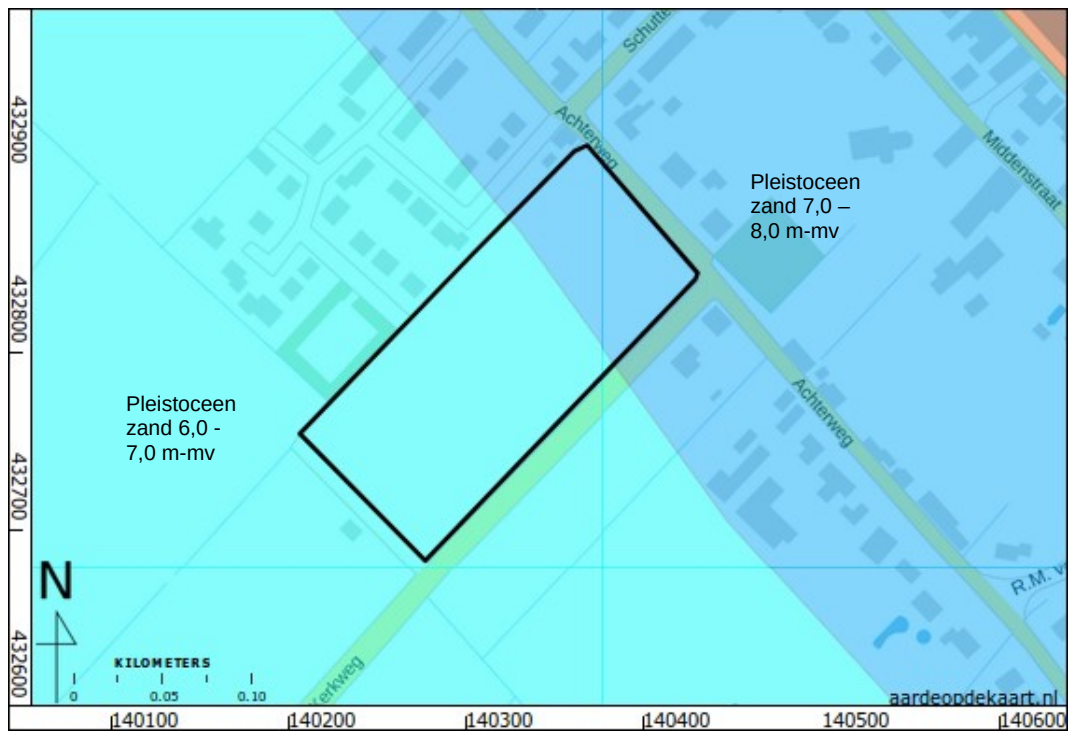 Schutte
Achterweg
Middenstraat
Pleistoceen
zand 7,0 –
8,0 m-mv
Pleistoceen
zand 6,0 -
7,0 m-mv
Achterweg
R.M. v
Kerkweg
N
KILOMETERS
0 0.05 0.10
aardeopdekaart.nl
432900
432800
432700
432600
140100 140200 140300 140400 140500 140600